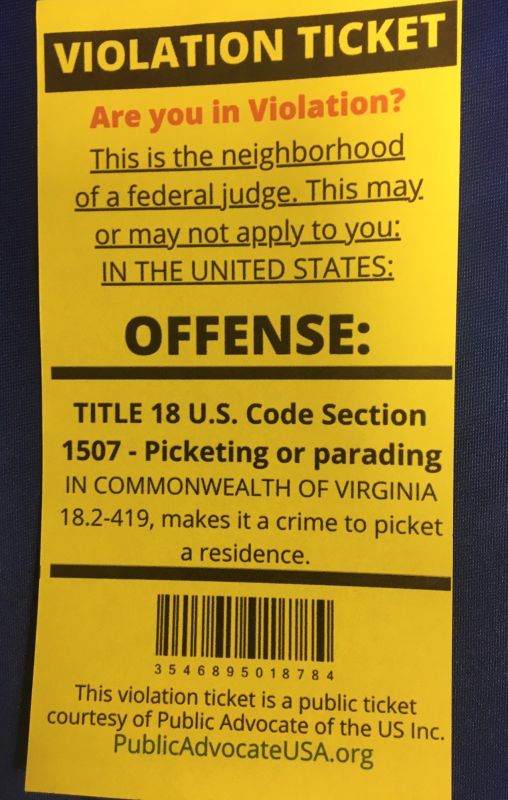 VIOLATION TICKET
Are you in Violation?
This is the neighborhood
of a federal judge. This may
or may not apply to you:
IN THE UNITED STATES:
OFFENSE:
TITLE 18 U.S. Code Section
1507 - Picketing or parading
IN COMMONWEALTH OF VIRGINIA
18.2-419, makes it a crime to picket
a residence.
3546895018784
This violation ticket is a public ticket
courtesy of Public Advocate of the US Inc.
PublicAdvocateUSA.org